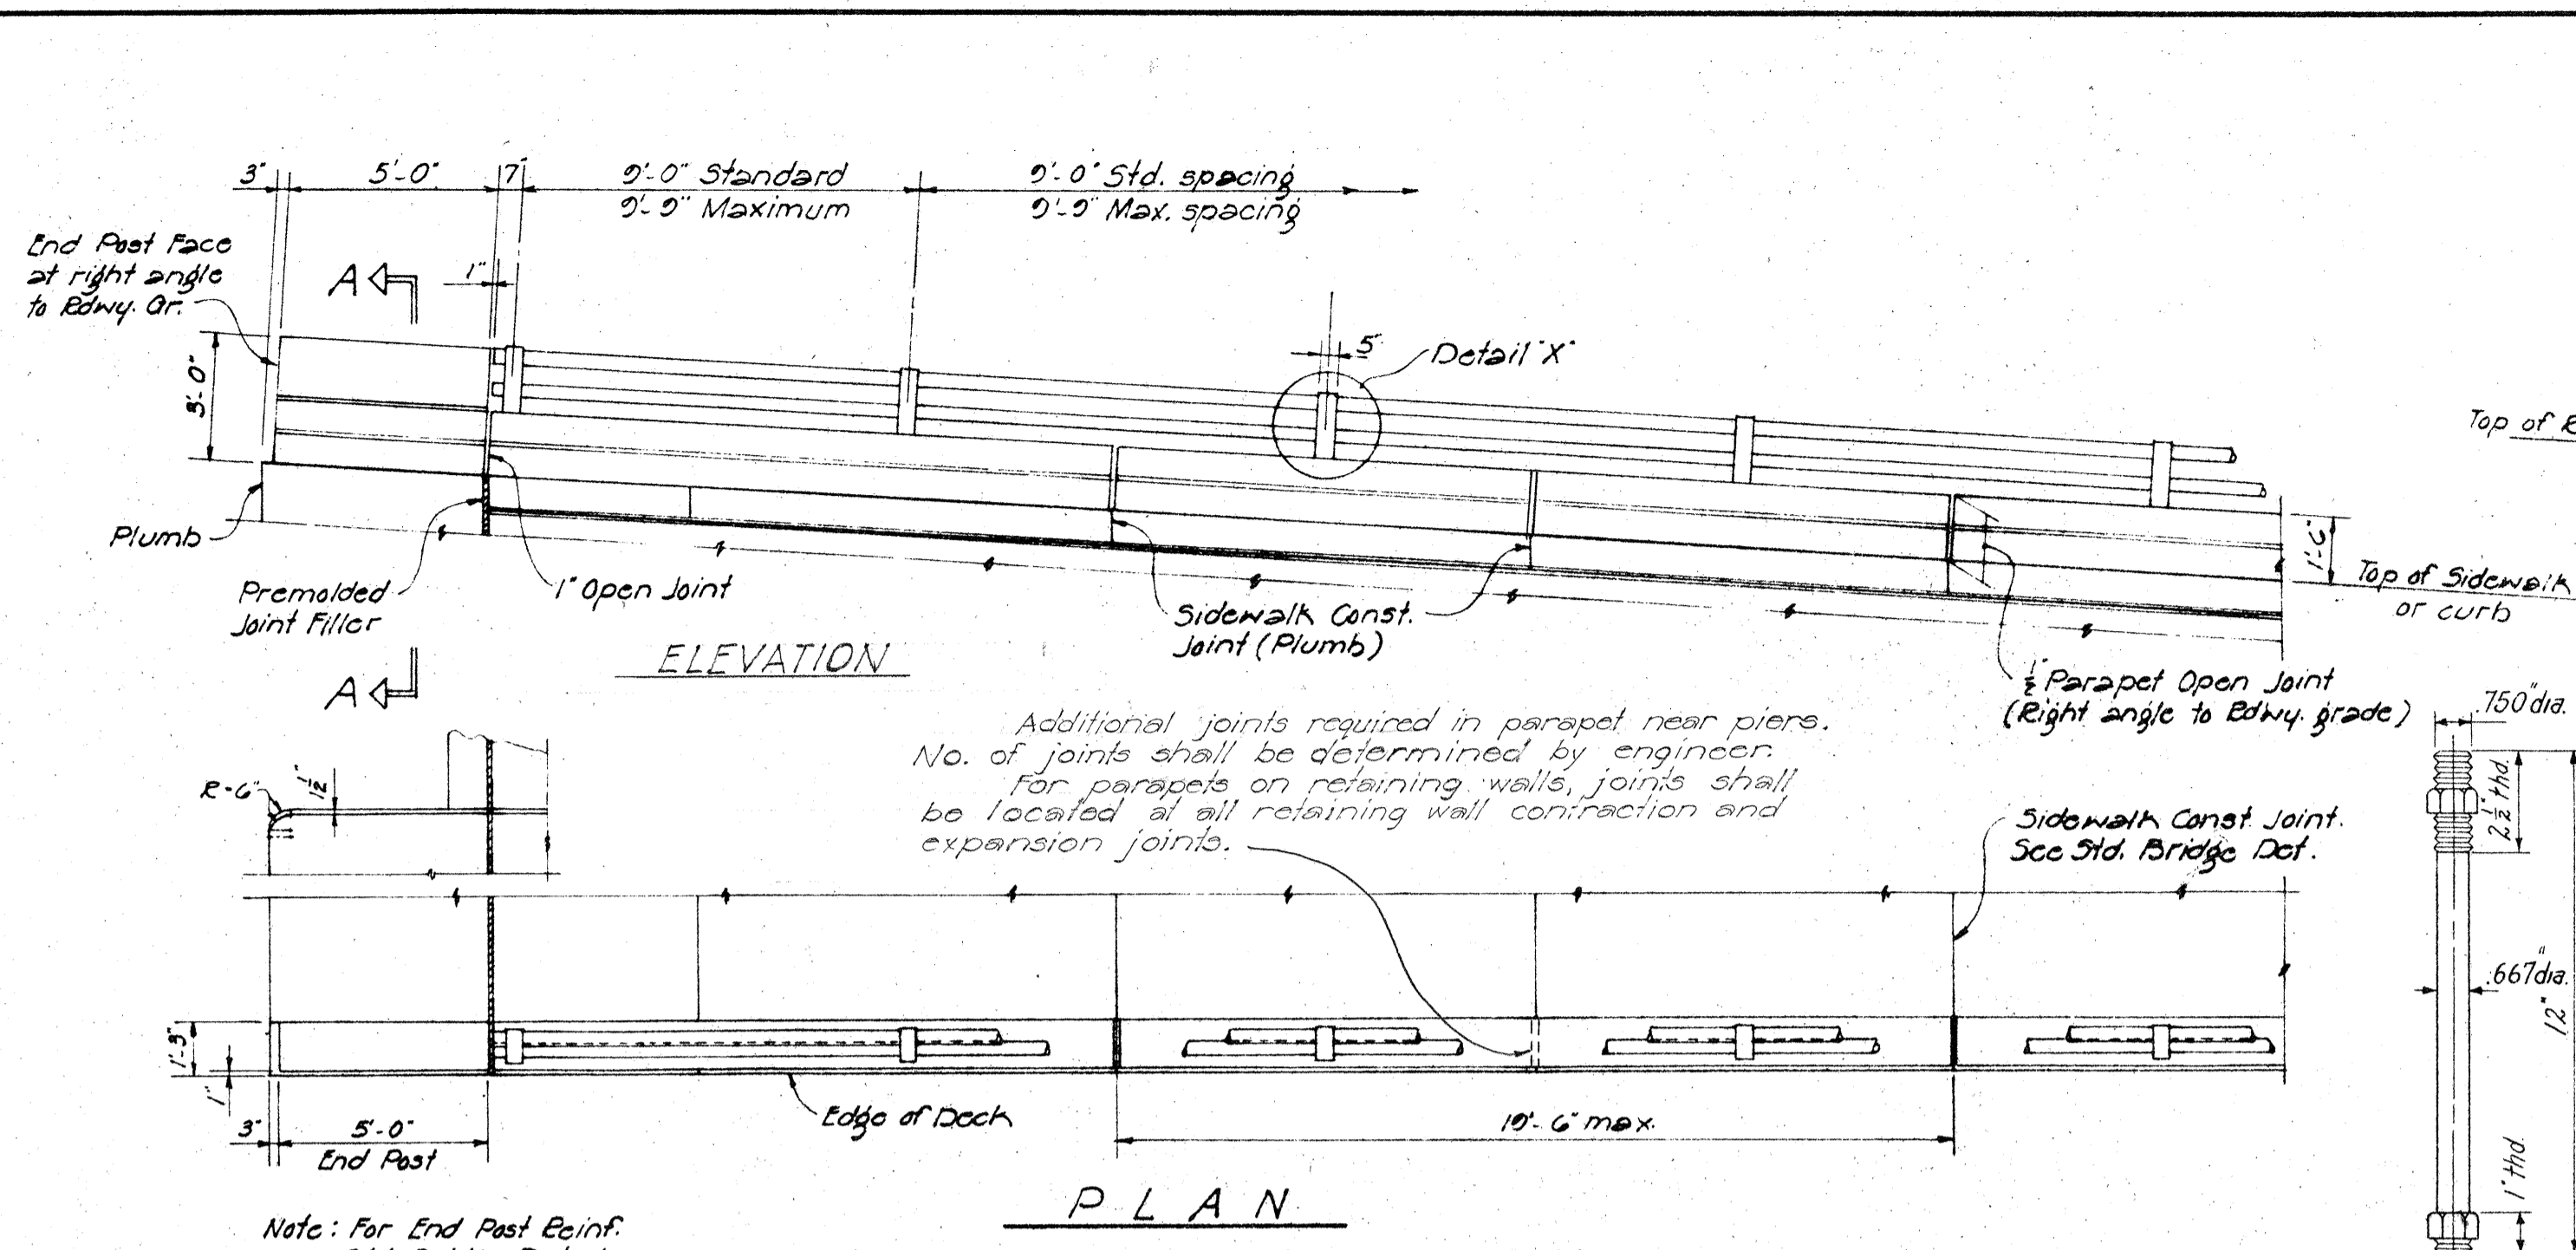 3" 5'-0" 7" 9'-0" Standard 9'-0" Std. spacing
9'-9" Maximum 9'-9" Max. spacing
End Post Face
at right angle
to Rdwy. Gr.
A
1"
3'-0"
5"
Detail "X"
Top of
Plumb
Premolded
Joint Filler
1" Open Joint
Sidewalk Const.
Joint (Plumb)
1'-6"
Top of Sidewalk
or curb
ELEVATION
A
½" Parapet Open Joint
(Right angle to Rdwy. grade)
Additional joints required in parapet near piers.
No. of joints shall be determined by engineer.
For parapets on retaining walls, joints shall
be located at all retaining wall contraction and
expansion joints.
R-6"
1½"
.750" dia.
2½" thd.
Sidewalk Const. Joint.
See Std. Bridge Det.
.667" dia.
12"
1" thd.
1'-3"
1"
3" 5'-0"
End Post
Edge of Deck
19'-6" max.
PLAN
Note: For End Post Reinf.